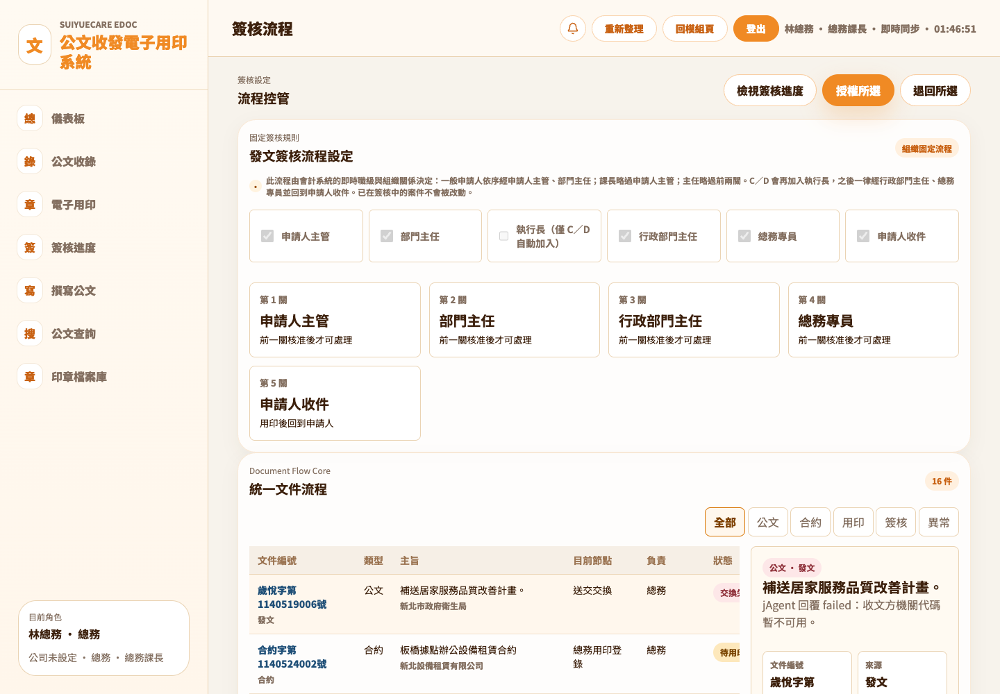 文
SUIYUECARE EDOC
公文收發電子用印
系統
總 儀表板
錄 公文收錄
章 電子用印
簽 簽核進度
寫 撰寫公文
搜 公文查詢
章 印章檔案庫
目前角色
林總務 · 總務
公司未設定 · 總務 · 總務課長
簽核流程
重新整理
回模組頁
登出
林總務 · 總務課長 · 即時同步 · 01:46:51
簽核設定
流程控管
檢視簽核進度
授權所選
退回所選
固定簽核規則
發文簽核流程設定
組織固定流程
此流程由會計系統的即時職級與組織關係決定：一般申請人依序經申請人主管、部門主任；課長略過申請人主管；主任略過前兩關。C／D 會再加入執行長，之後一律經行政部門主任、總務
專員並回到申請人收件。已在簽核中的案件不會被改動。
申請人主管
部門主任
執行長（僅 C／D
自動加入）
行政部門主任
總務專員
申請人收件
第 1 關
申請人主管
前一關核准後才可處理
第 2 關
部門主任
前一關核准後才可處理
第 3 關
行政部門主任
前一關核准後才可處理
第 4 關
總務專員
前一關核准後才可處理
第 5 關
申請人收件
用印後回到申請人
Document Flow Core
統一文件流程
16 件
全部 公文 合約 用印 簽核 異常
文件編號 類型 主旨 目前節點 負責 狀態
歲悅字第
1140519006號
發文
公文
補送居家服務品質改善計畫。
新北市政府衛生局
送交交換
總務
交換
合約字第
1140524002號
合約
合約
板橋據點辦公設備租賃合約
新北設備租賃有限公司
總務用印登
錄
總務
待用
公文 · 發文
補送居家服務品質改善計畫。
jAgent 回覆 failed：收文方機關代碼
暫不可用。
文件編號
歲悅字第
來源
發文